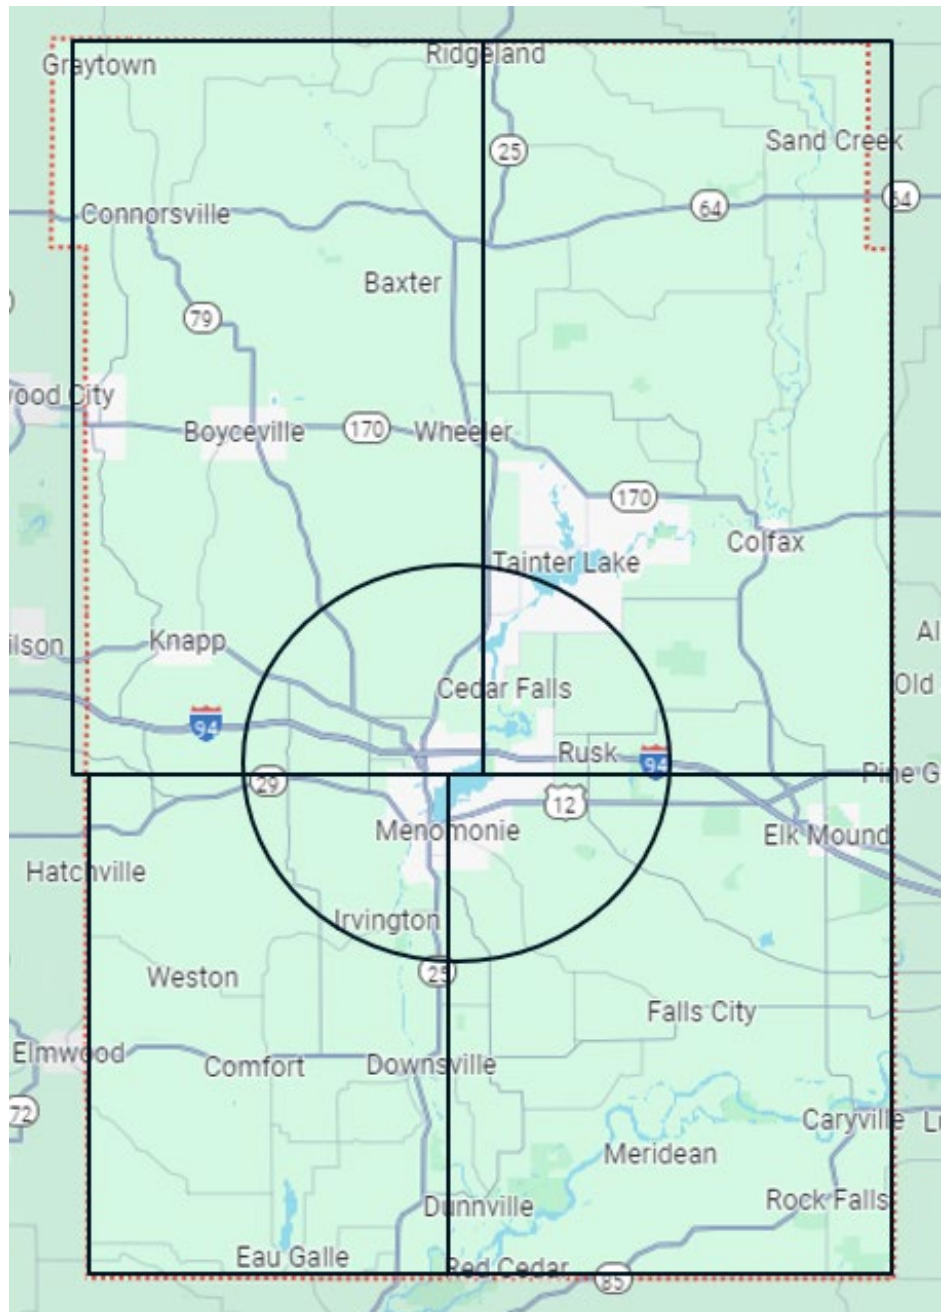 Ridgeland
Graytown
25
Sand Creek
64
64
Connorsville
Baxter
79
ood City
Boyceville
170
Wheeler
170
Colfax
Tainter Lake
Knapp
ilson
Al
Cedar Falls
Old
94
Rusk
94
Pine G
29
12
Menomonie
Elk Mound
Hatchville
Irvington
25
Weston
Falls City
Elmwood
Comfort
Downsville
72
Caryville
Meridean
Dunnville
Rock Falls
Eau Galle
Red Cedar
85